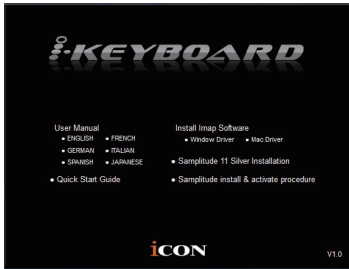 i-KEYBOARD
User Manual
• ENGLISH • FRENCH
• GERMAN • ITALIAN
• SPANISH • JAPANESE
• Quick Start Guide
Install Imap Software
• Window Driver • Mac Driver
• Samplitude 11 Silver Installation
• Samplitude install & activate procedure
iCON
V1.0